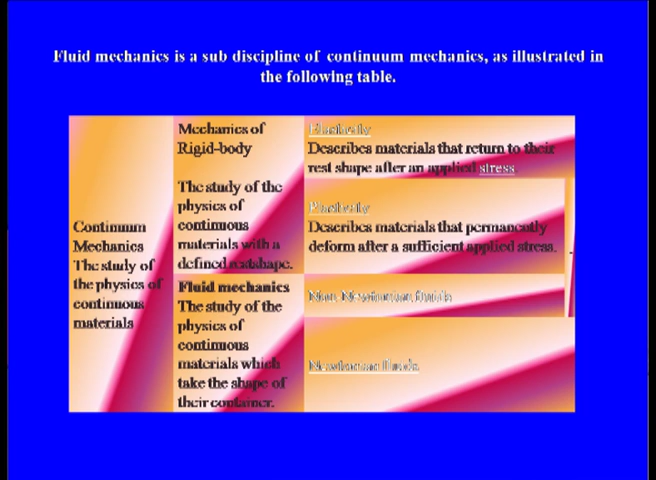 Fluid mechanics is a sub discipline of continuum mechanics, as illustrated in
the following table.
Continuum
Mechanics
The study of
the physics of
continuous
materials
Mechanics of
Rigid-body
The study of the
physics of
continuous
materials with a
defined restshape.
Elasticity
Describes materials that return to their
rest shape after an applied stress.
Plasticity
Describes materials that permanently
deform after a sufficient applied stress.
Fluid mechanics
The study of the
physics of
continuous
materials which
take the shape of
their container.
Non-Newtonian fluids
Newtonian fluids